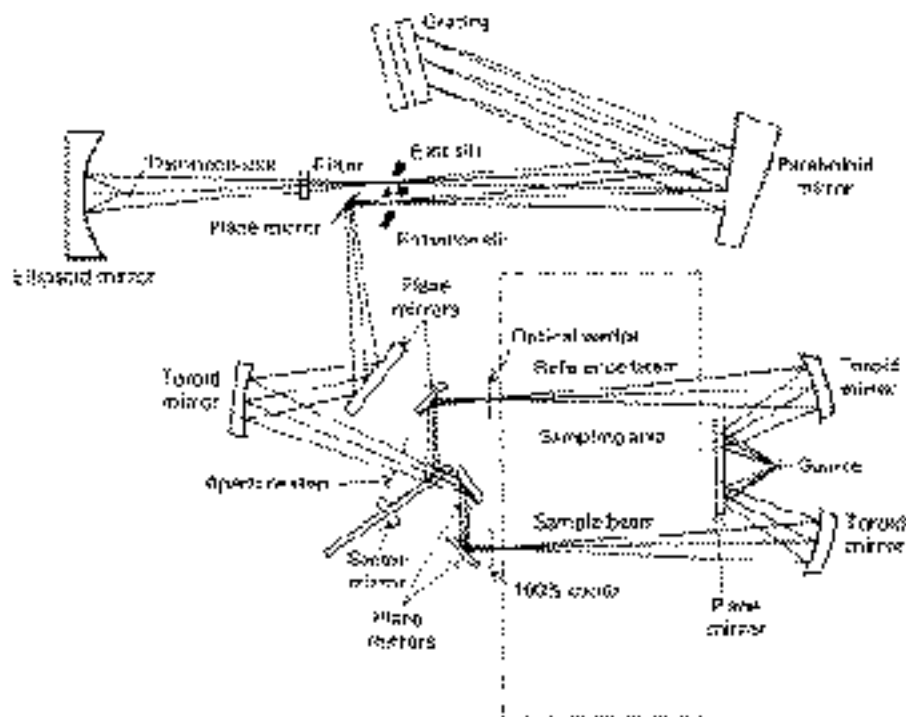 Grating
Thermocouple
Filter
Exit slit
Paraboloid
mirror
Plane mirror
Entrance slit
Ellipsoid mirror
Plane
mirrors
Optical wedge
Toroid
mirror
Reference beam
Toroid
mirror
Sampling area
Source
Aperture stop
Sample beam
Toroid
mirror
Sector
mirror
100% comb
Plane
mirrors
Plane
mirror